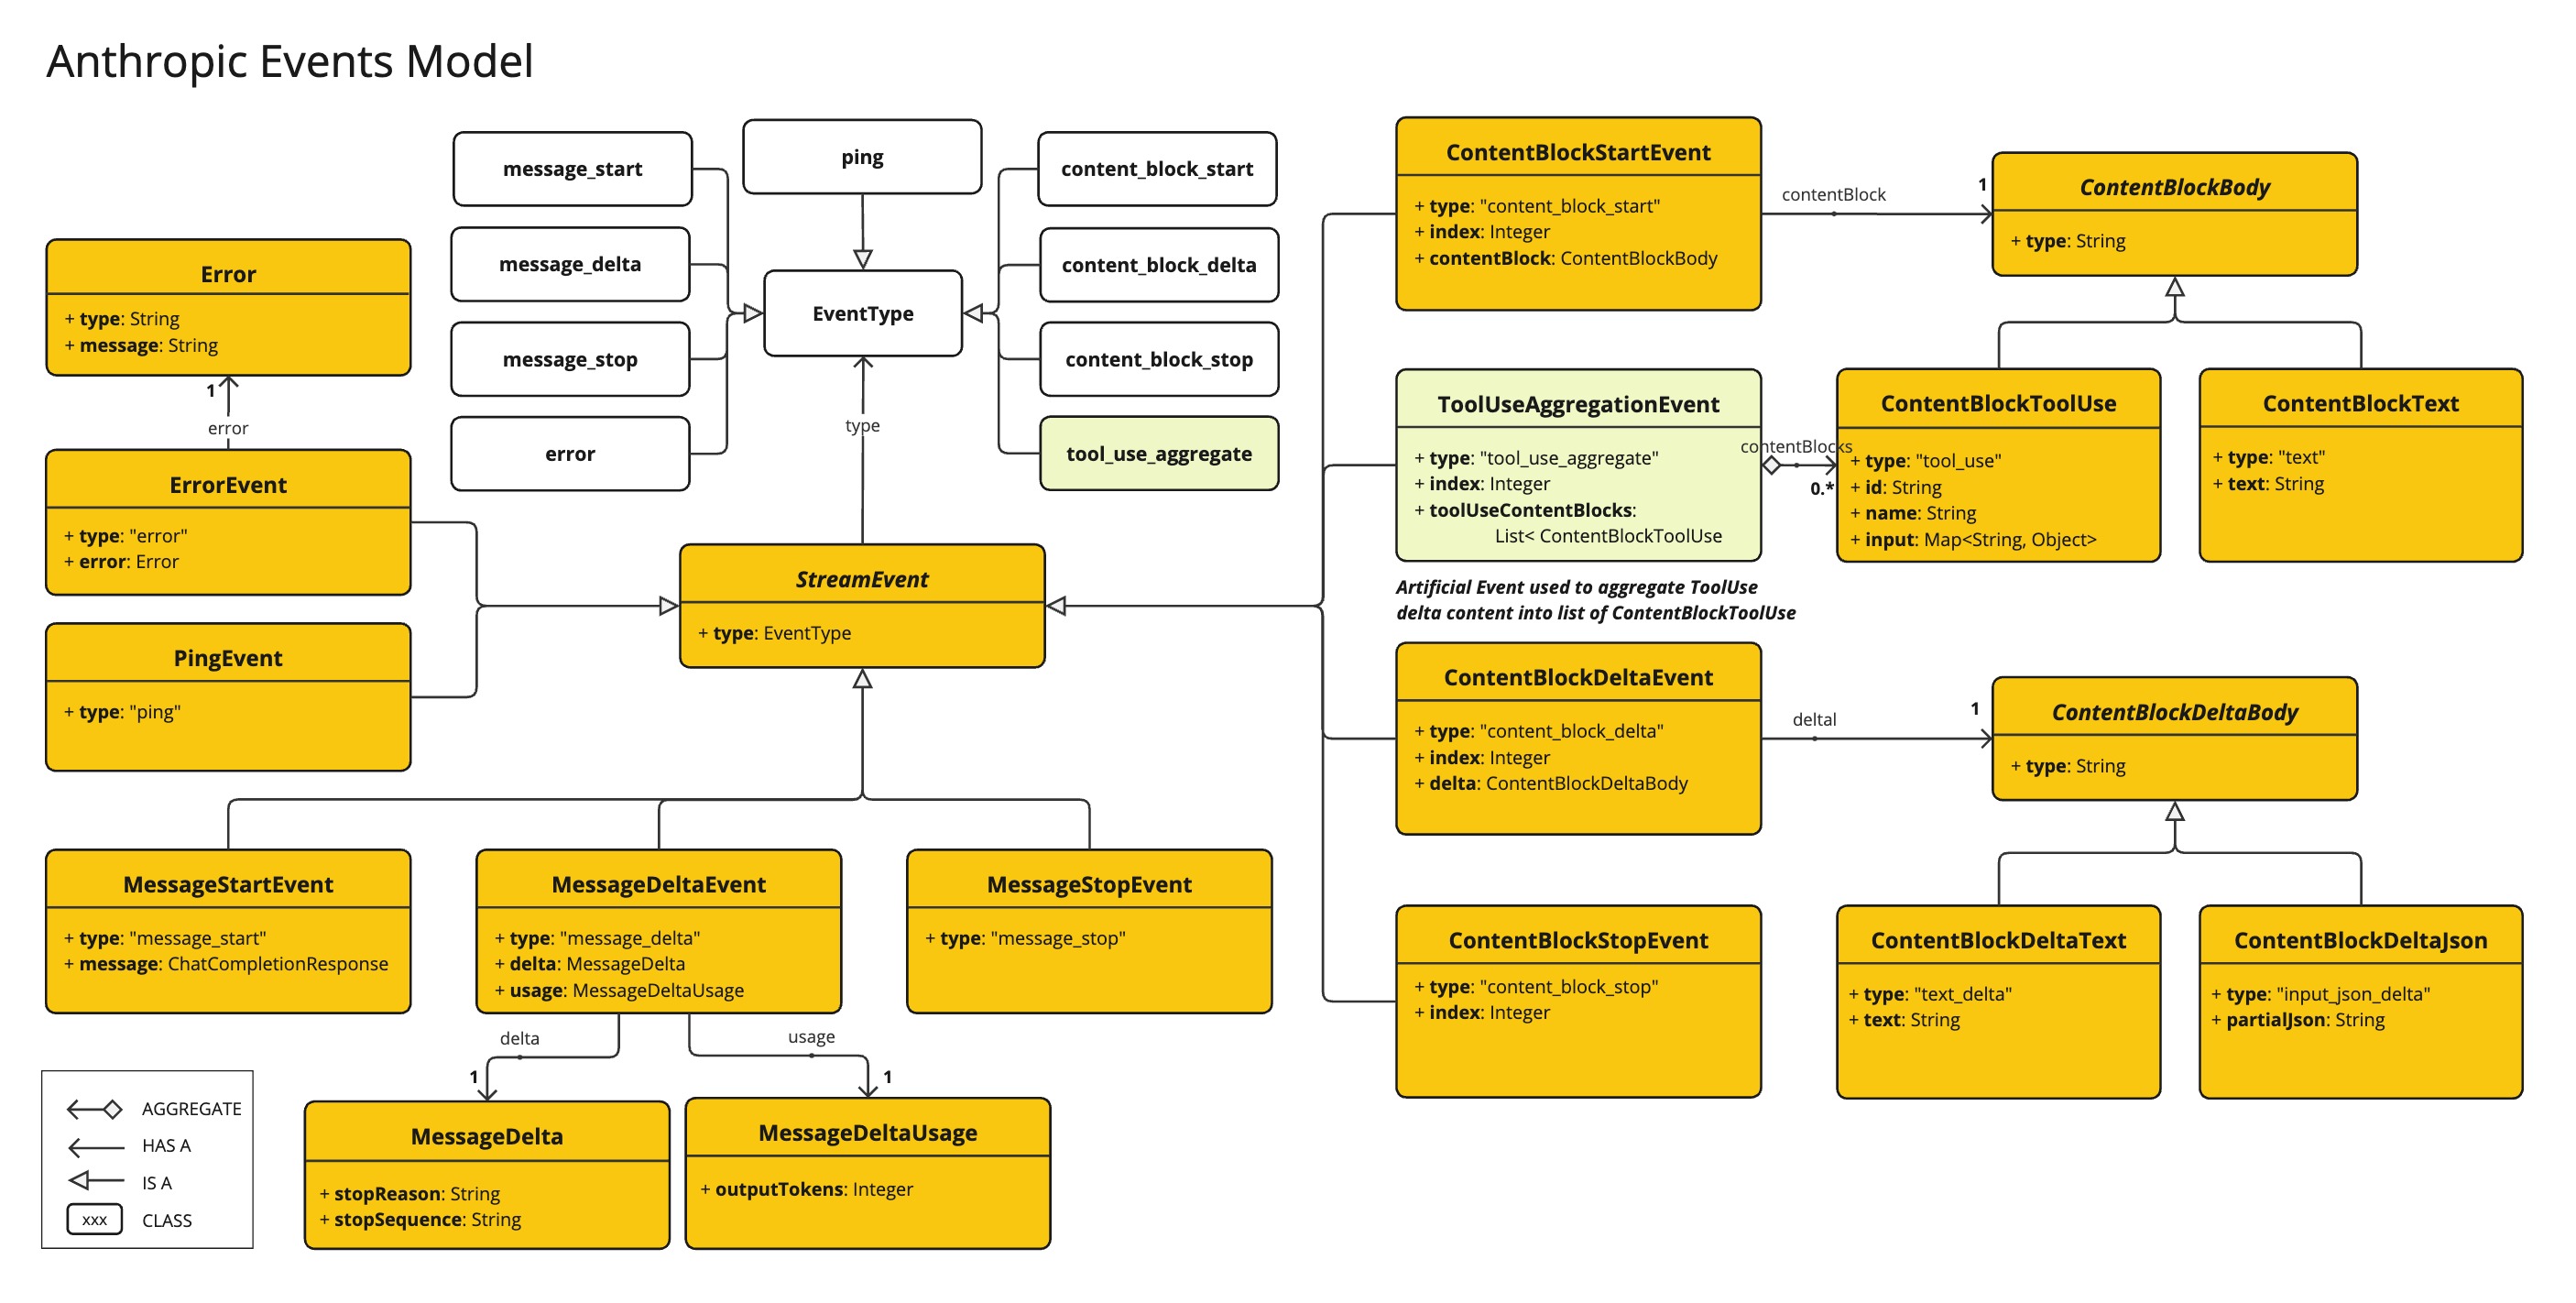 Anthropic Events Model
message_start
ping
content_block_start
message_delta
content_block_delta
EventType
message_stop
content_block_stop
error
tool_use_aggregate
type
Error
+ type: String
+ message: String
1
error
ErrorEvent
+ type: "error"
+ error: Error
PingEvent
+ type: "ping"
StreamEvent
+ type: EventType
MessageStartEvent
+ type: "message_start"
+ message: ChatCompletionResponse
MessageDeltaEvent
+ type: "message_delta"
+ delta: MessageDelta
+ usage: MessageDeltaUsage
MessageStopEvent
+ type: "message_stop"
delta
1
usage
1
MessageDelta
+ stopReason: String
+ stopSequence: String
MessageDeltaUsage
+ outputTokens: Integer
AGGREGATE
HAS A
IS A
xxx CLASS
ContentBlockStartEvent
+ type: "content_block_start"
+ index: Integer
+ contentBlock: ContentBlockBody
contentBlock
1
ContentBlockBody
+ type: String
ToolUseAggregationEvent
+ type: "tool_use_aggregate"
+ index: Integer
+ toolUseContentBlocks:
List< ContentBlockToolUse
contentBlocks
0.*
ContentBlockToolUse
+ type: "tool_use"
+ id: String
+ name: String
+ input: Map<String, Object>
ContentBlockText
+ type: "text"
+ text: String
Artificial Event used to aggregate ToolUse
delta content into list of ContentBlockToolUse
ContentBlockDeltaEvent
+ type: "content_block_delta"
+ index: Integer
+ delta: ContentBlockDeltaBody
deltal
1
ContentBlockDeltaBody
+ type: String
ContentBlockStopEvent
+ type: "content_block_stop"
+ index: Integer
ContentBlockDeltaText
+ type: "text_delta"
+ text: String
ContentBlockDeltaJson
+ type: "input_json_delta"
+ partialJson: String